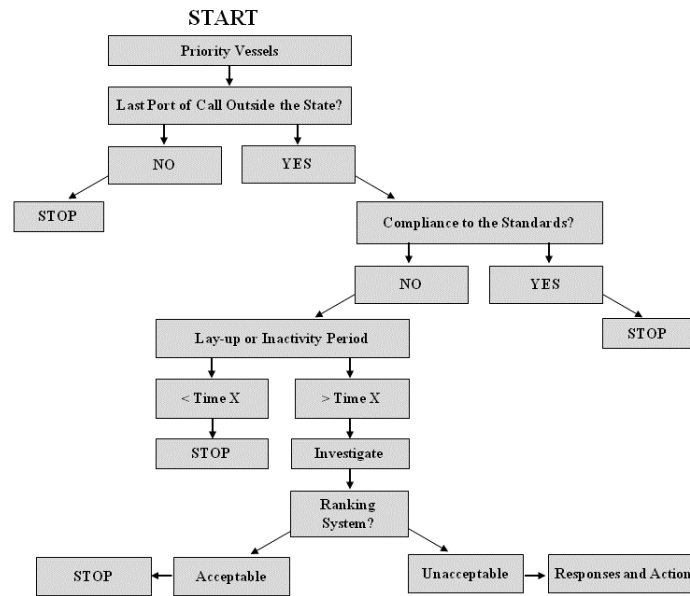 START
Priority Vessels
Last Port of Call Outside the State?
NO
YES
STOP
Compliance to the Standards?
NO
YES
Lay-up or Inactivity Period
STOP
< Time X
> Time X
STOP
Investigate
Ranking
System?
STOP
Acceptable
Unacceptable
Responses and Action